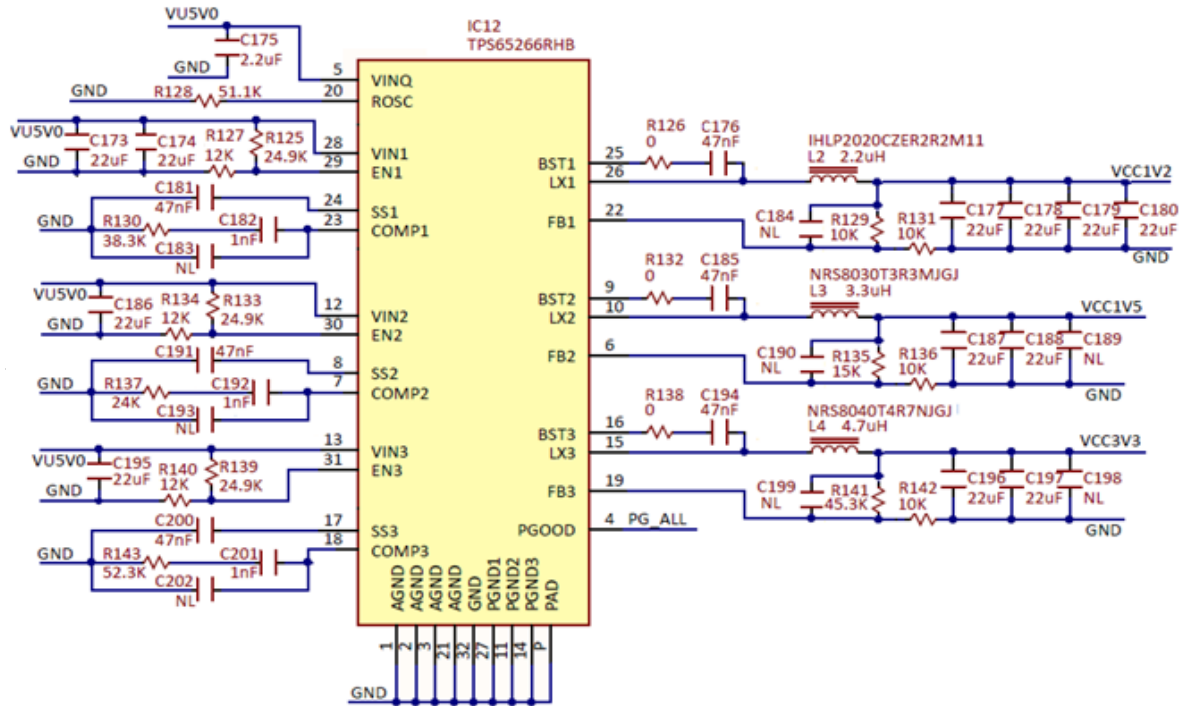 VU5V0
C175
2.2uF
GND
GND
R128 51.1K
VU5V0
C173
22uF
C174
22uF
R127
12K
R125
24.9K
GND
C181
47nF
GND
R130
38.3K
C182
1nF
C183
NL
VU5V0
C186
22uF
R134
12K
R133
24.9K
GND
C191
47nF
GND
R137
24K
C192
1nF
C193
NL
VU5V0
C195
22uF
R140
12K
R139
24.9K
GND
C200
47nF
GND
R143
52.3K
C201
1nF
C202
NL
IC12
TPS65266RHB
5 VINQ
20 ROSC
28 VIN1
29 EN1
24 SS1
23 COMP1
12 VIN2
30 EN2
8 SS2
7 COMP2
13 VIN3
31 EN3
17 SS3
18 COMP3
BST1 25
LX1 26
FB1 22
BST2 9
LX2 10
FB2 6
BST3 16
LX3 15
FB3 19
PGOOD 4 PG_ALL
AGND 1
AGND 2
AGND 3
AGND 21
GND 32
PGND1 27
PGND2 11
PGND3 14
PAD P
GND
R126
0
C176
47nF
IHLP2020CZER2R2M11
L2 2.2uH
VCC1V2
C184
NL
R129
10K
R131
10K
C177
22uF
C178
22uF
C179
22uF
C180
22uF
GND
R132
0
C185
47nF
NRS8030T3R3MJGJ
L3 3.3uH
VCC1V5
C190
NL
R135
15K
R136
10K
C187
22uF
C188
22uF
C189
NL
GND
R138
0
C194
47nF
NRS8040T4R7NJGJ
L4 4.7uH
VCC3V3
C199
NL
R141
45.3K
R142
10K
C196
22uF
C197
22uF
C198
NL
GND